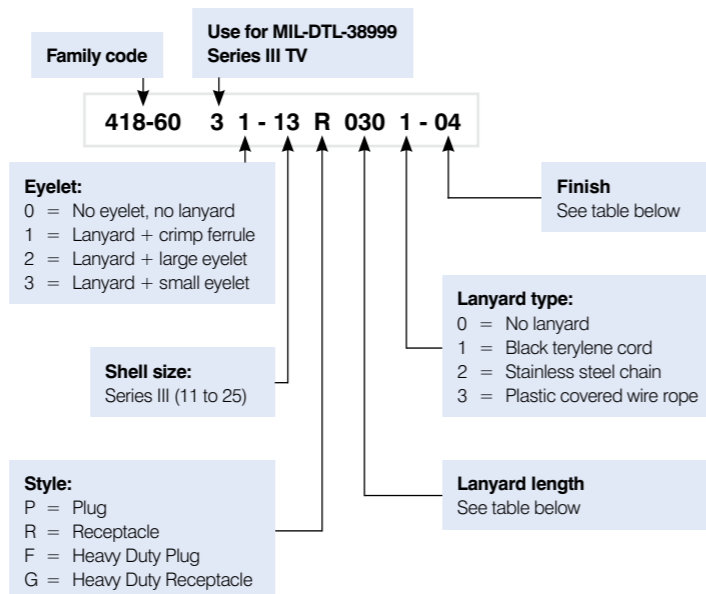 Use for MIL-DTL-38999
Series III TV
Family code
418-60 3 1 - 13 R 030 1 - 04
Eyelet:
0 = No eyelet, no lanyard
1 = Lanyard + crimp ferrule
2 = Lanyard + large eyelet
3 = Lanyard + small eyelet
Finish
See table below
Lanyard type:
0 = No lanyard
1 = Black terylene cord
2 = Stainless steel chain
3 = Plastic covered wire rope
Shell size:
Series III (11 to 25)
Style:
P = Plug
R = Receptacle
F = Heavy Duty Plug
G = Heavy Duty Receptacle
Lanyard length
See table below